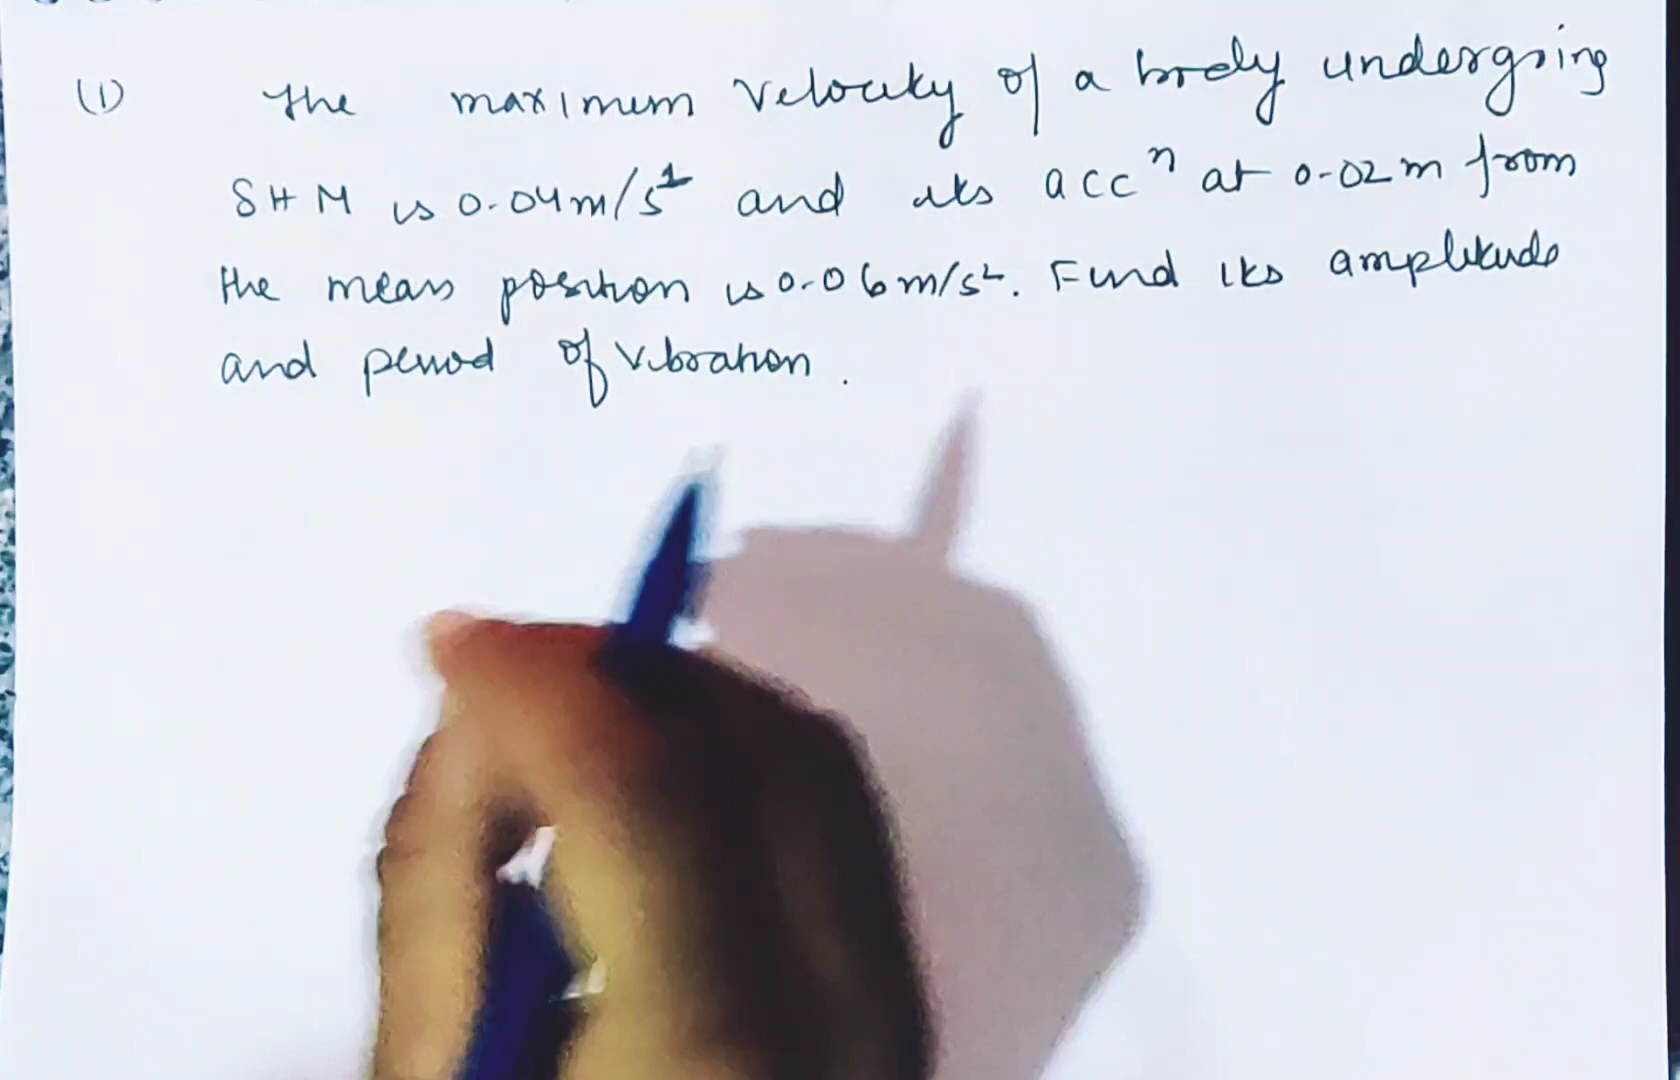 (1) The maximum velocity of a body undergoing
SHM is 0.04m/s and its accⁿ at 0.02m from
the mean position is 0.06m/s². Find its amplitude
and period of vibration.